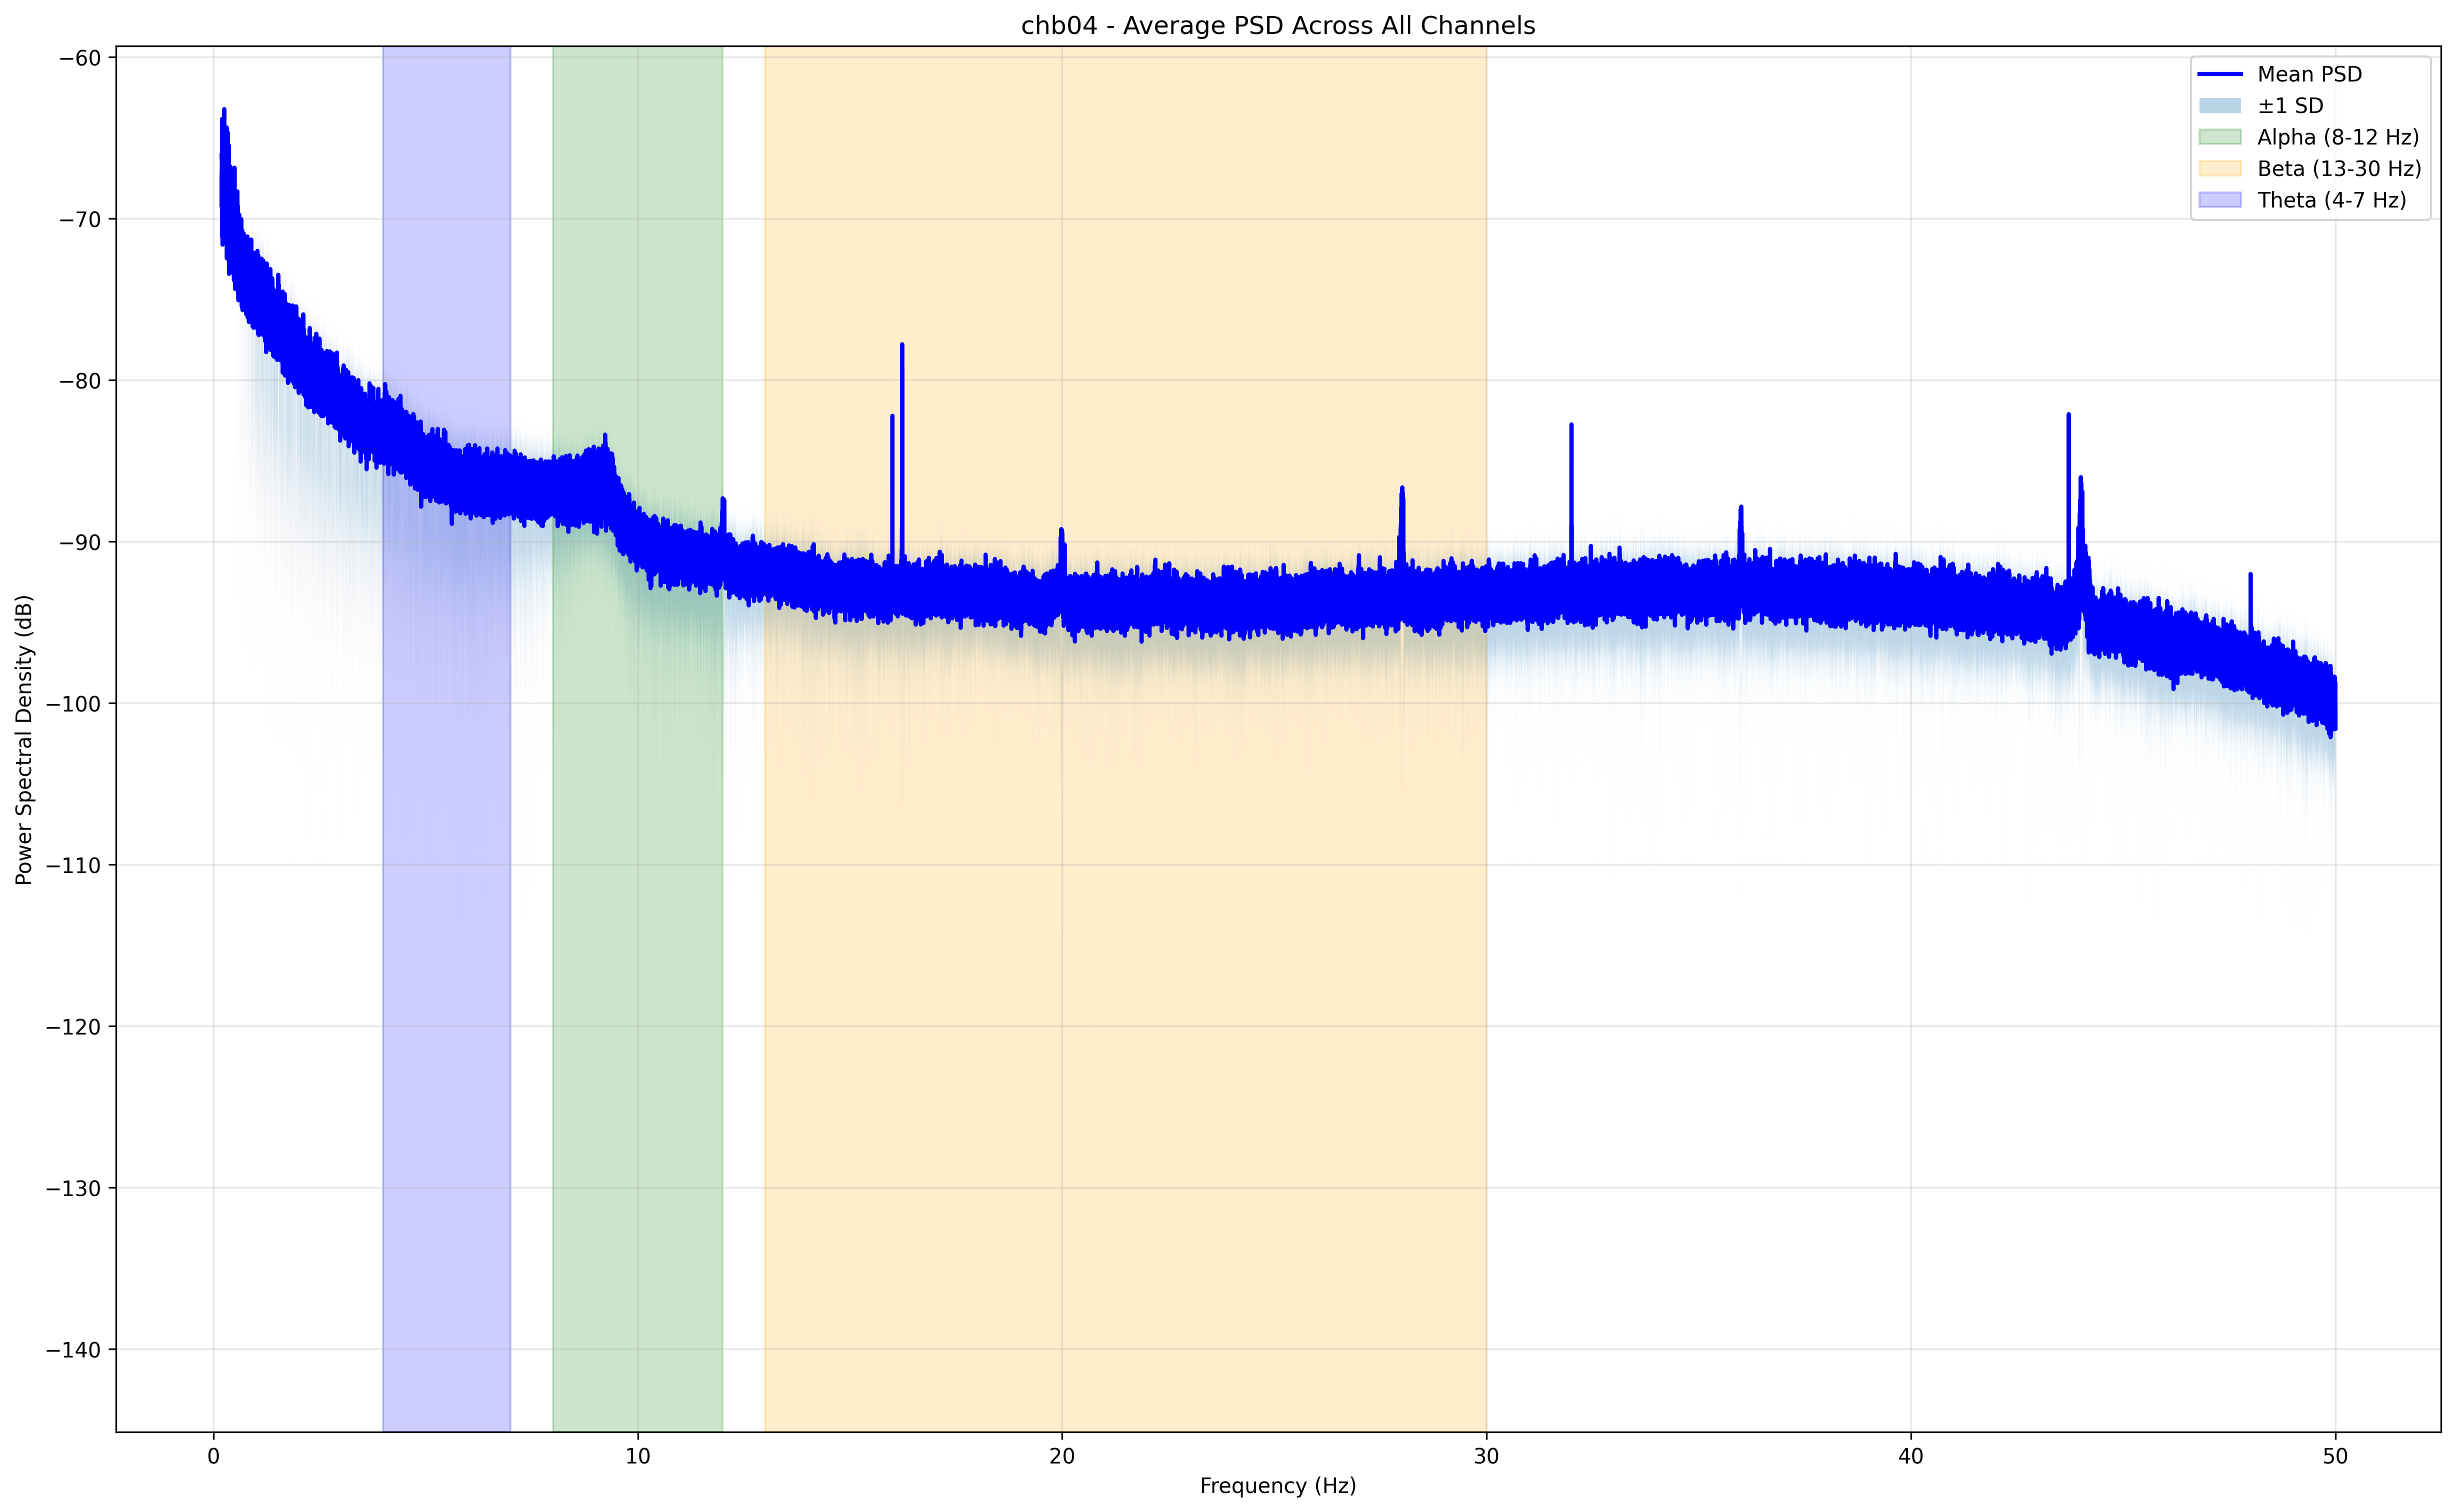 chb04 - Average PSD Across All Channels
Mean PSD
±1 SD
Alpha (8-12 Hz)
Beta (13-30 Hz)
Theta (4-7 Hz)
Power Spectral Density (dB)
−60
−70
−80
−90
−100
−110
−120
−130
−140
0 10 20 30 40 50
Frequency (Hz)